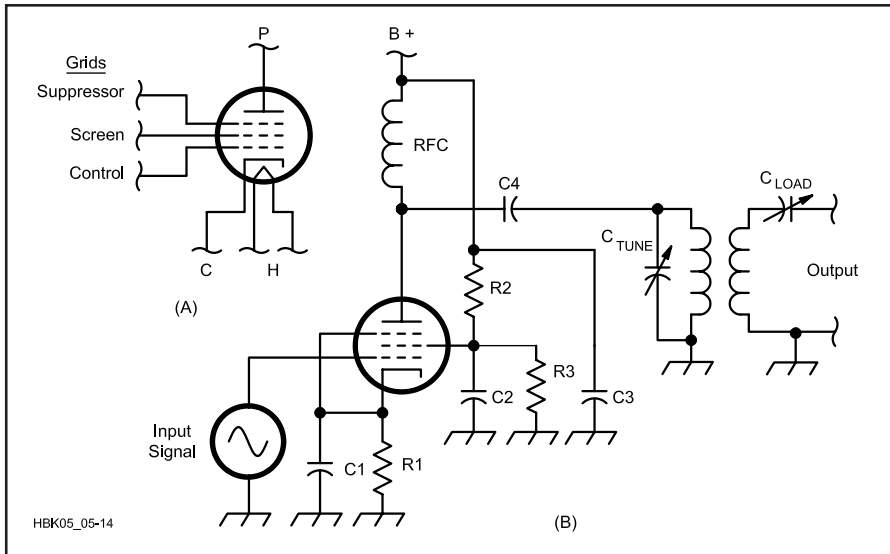 P
Grids
Suppressor
Screen
Control
C
H
(A)
B +
RFC
C4
C TUNE
C LOAD
Output
R2
R3
C2
C3
Input
Signal
C1
R1
(B)
HBK05_05-14